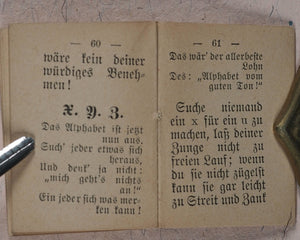 — 60 —
wäre kein deiner
würdiges Beneh-
men!
X. Y. Z.
Das Alphabet ist jetzt
nun aus,
Such' jeder etwas sich
heraus,
Und denk' ja nicht:
„mich geht's nichts
an!“
Ein jeder sich was mer-
ken kann!
— 61 —
Das wär' der allerbeste
Lohn
Des: „Alphabet vom
guten Ton!“
Suche niemand
ein x für ein u zu
machen, laß deiner
Zunge nicht zu
freien Lauf; wenn
du sie nicht zügelst
kann sie gar leicht
zu Streit und Zank